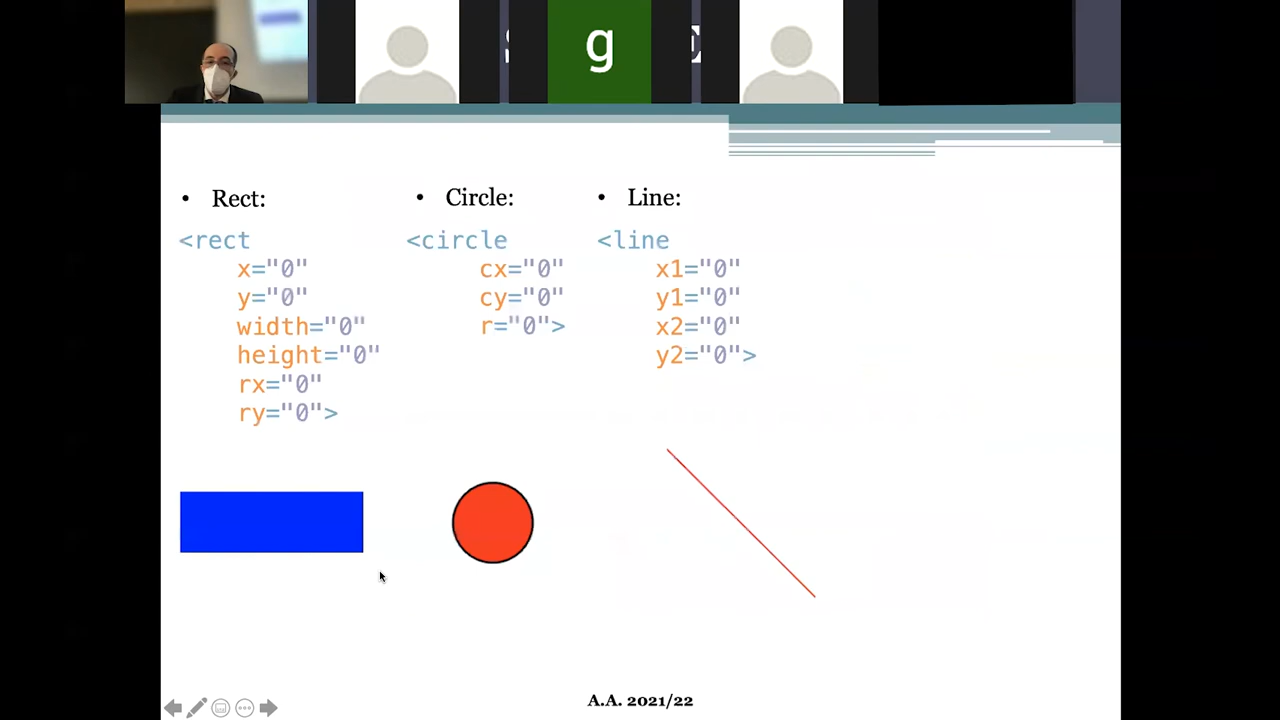 g
• Rect:
<rect
x="0"
y="0"
width="0"
height="0"
rx="0"
ry="0">
• Circle:
<circle
cx="0"
cy="0"
r="0">
• Line:
<line
x1="0"
y1="0"
x2="0"
y2="0">
A.A. 2021/22